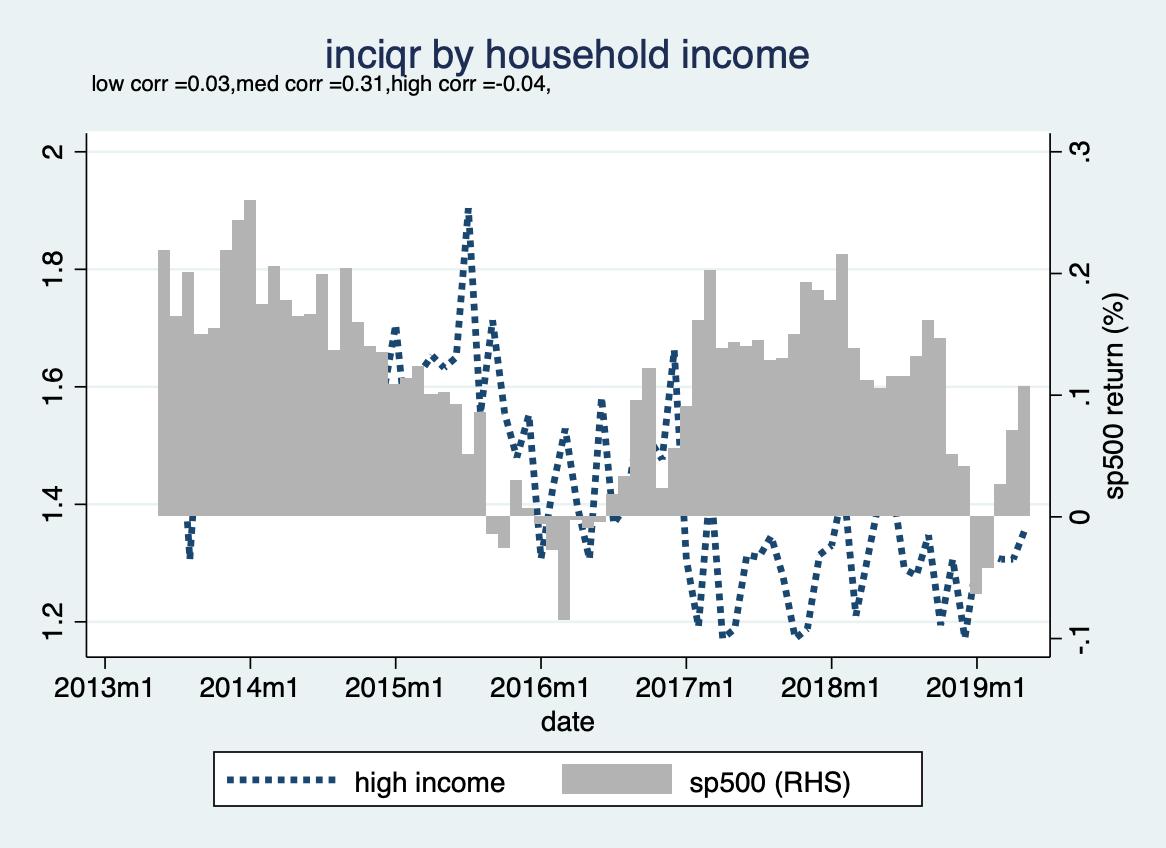 inciqr by household income
low corr =0.03,med corr =0.31,high corr =-0.04,
2
1.8
1.6
1.4
1.2
.3
.2
.1
0
-.1
sp500 return (%)
2013m1 2014m1 2015m1 2016m1 2017m1 2018m1 2019m1
date
high income sp500 (RHS)